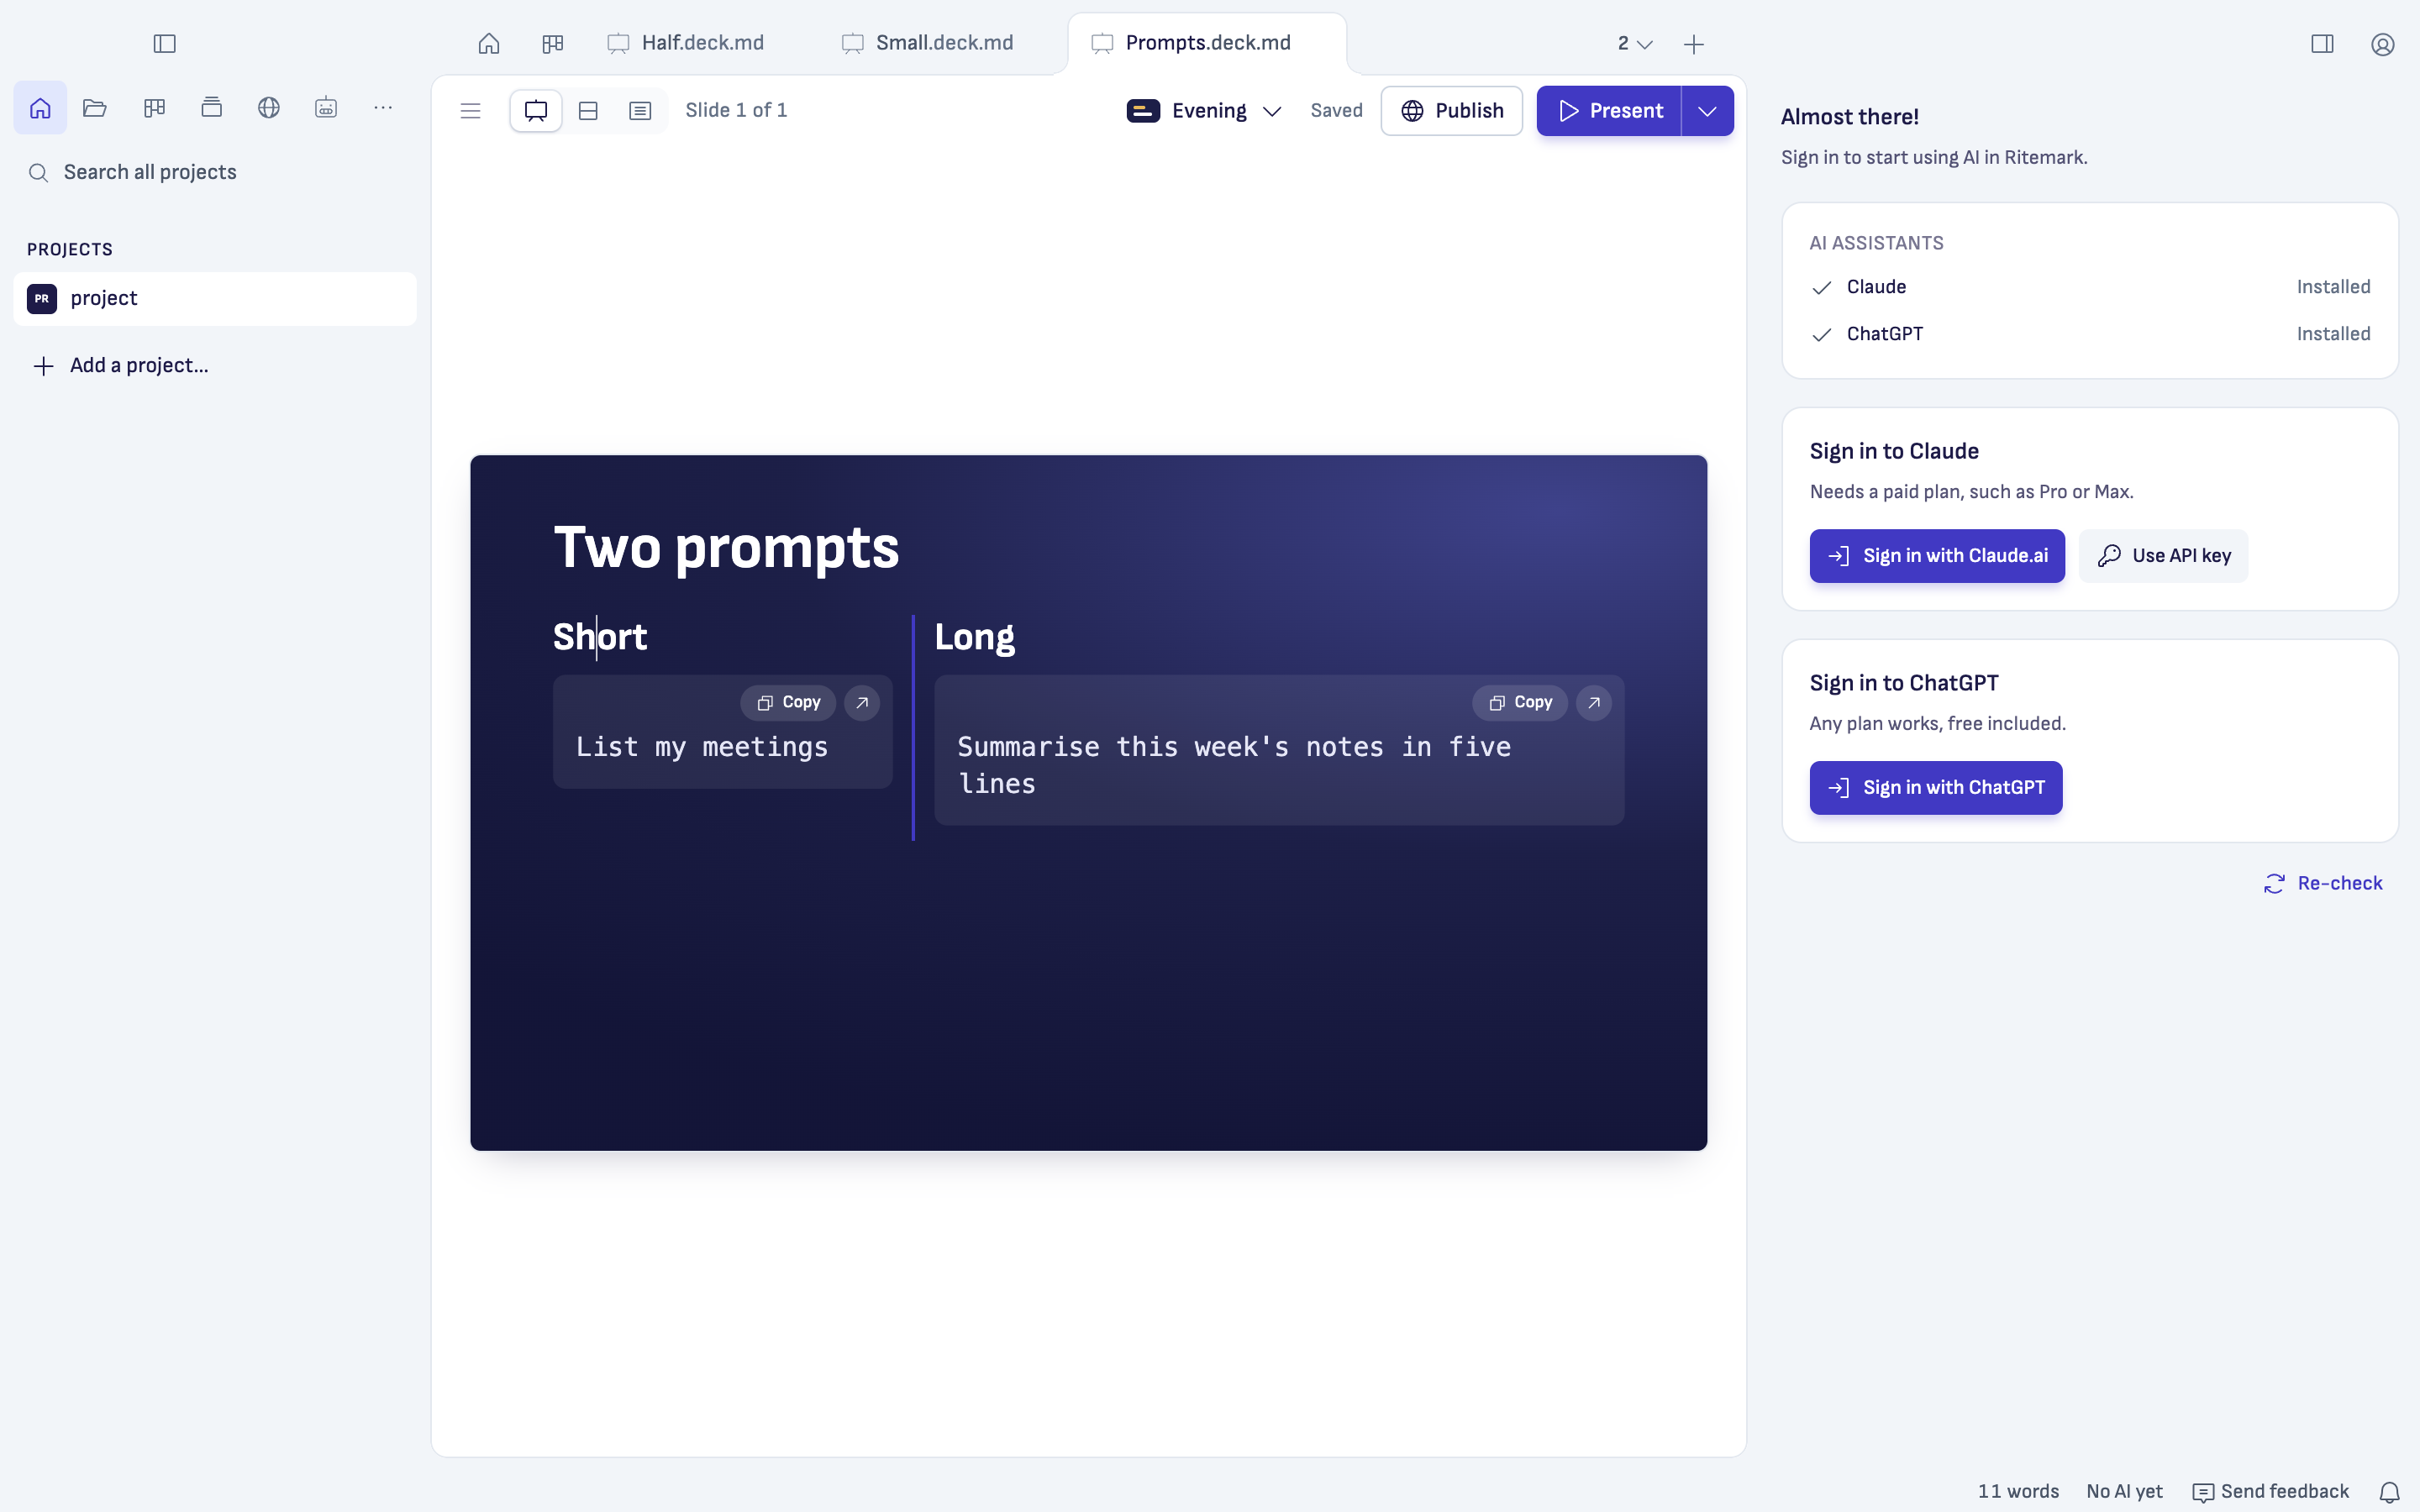 Half.deck.md
Small.deck.md
Prompts.deck.md
2
Search all projects
PROJECTS
PR project
Add a project...
Slide 1 of 1
Evening
Saved
Publish
Present
Two prompts
Short
Copy
List my meetings
Long
Copy
Summarise this week's notes in five
lines
Almost there!
Sign in to start using AI in Ritemark.
AI ASSISTANTS
Claude Installed
ChatGPT Installed
Sign in to Claude
Needs a paid plan, such as Pro or Max.
Sign in with Claude.ai
Use API key
Sign in to ChatGPT
Any plan works, free included.
Sign in with ChatGPT
Re-check
11 words
No AI yet
Send feedback